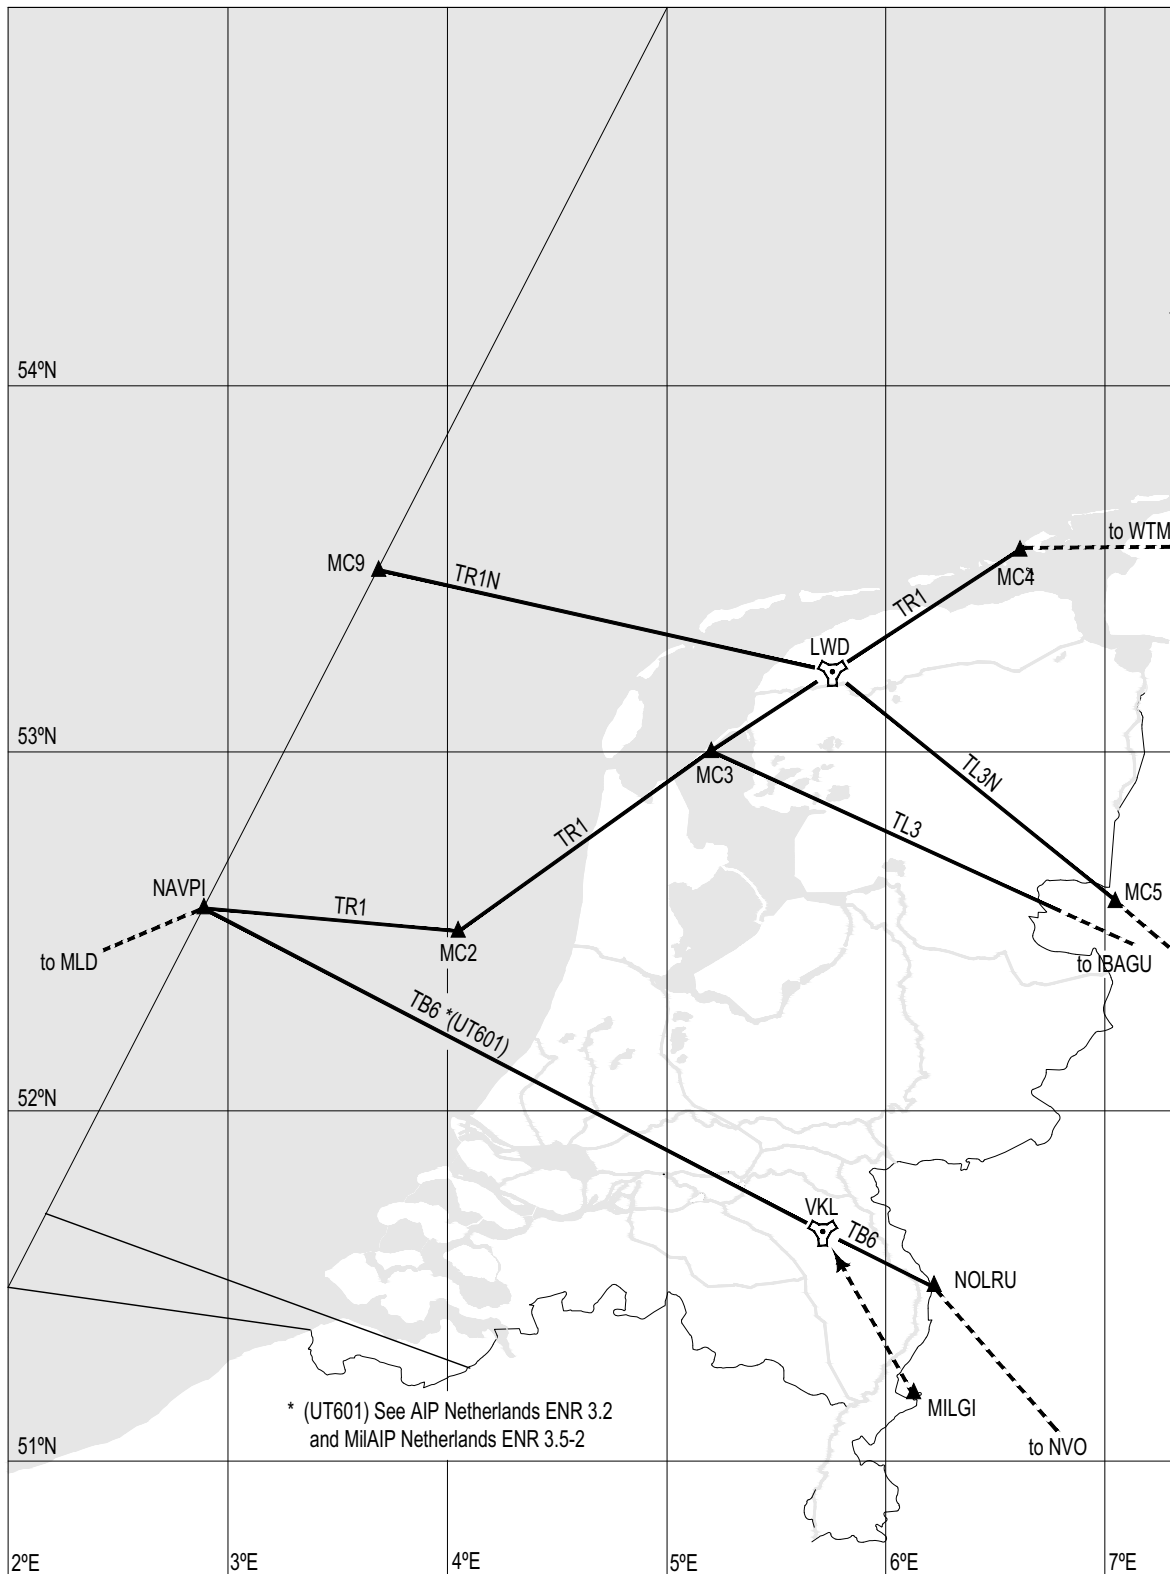 54ºN
to WTM
MC9
TR1N
MC4
TR1
LWD
53ºN
MC3
TL3N
TR1
TL3
NAVPI
TR1
MC5
to MLD
MC2
to IBAGU
TB6 *(UT601)
52ºN
VKL
TB6
NOLRU
MILGI
* (UT601) See AIP Netherlands ENR 3.2
and MilAIP Netherlands ENR 3.5-2
to NVO
51ºN
2ºE
3ºE
4ºE
5ºE
6ºE
7ºE